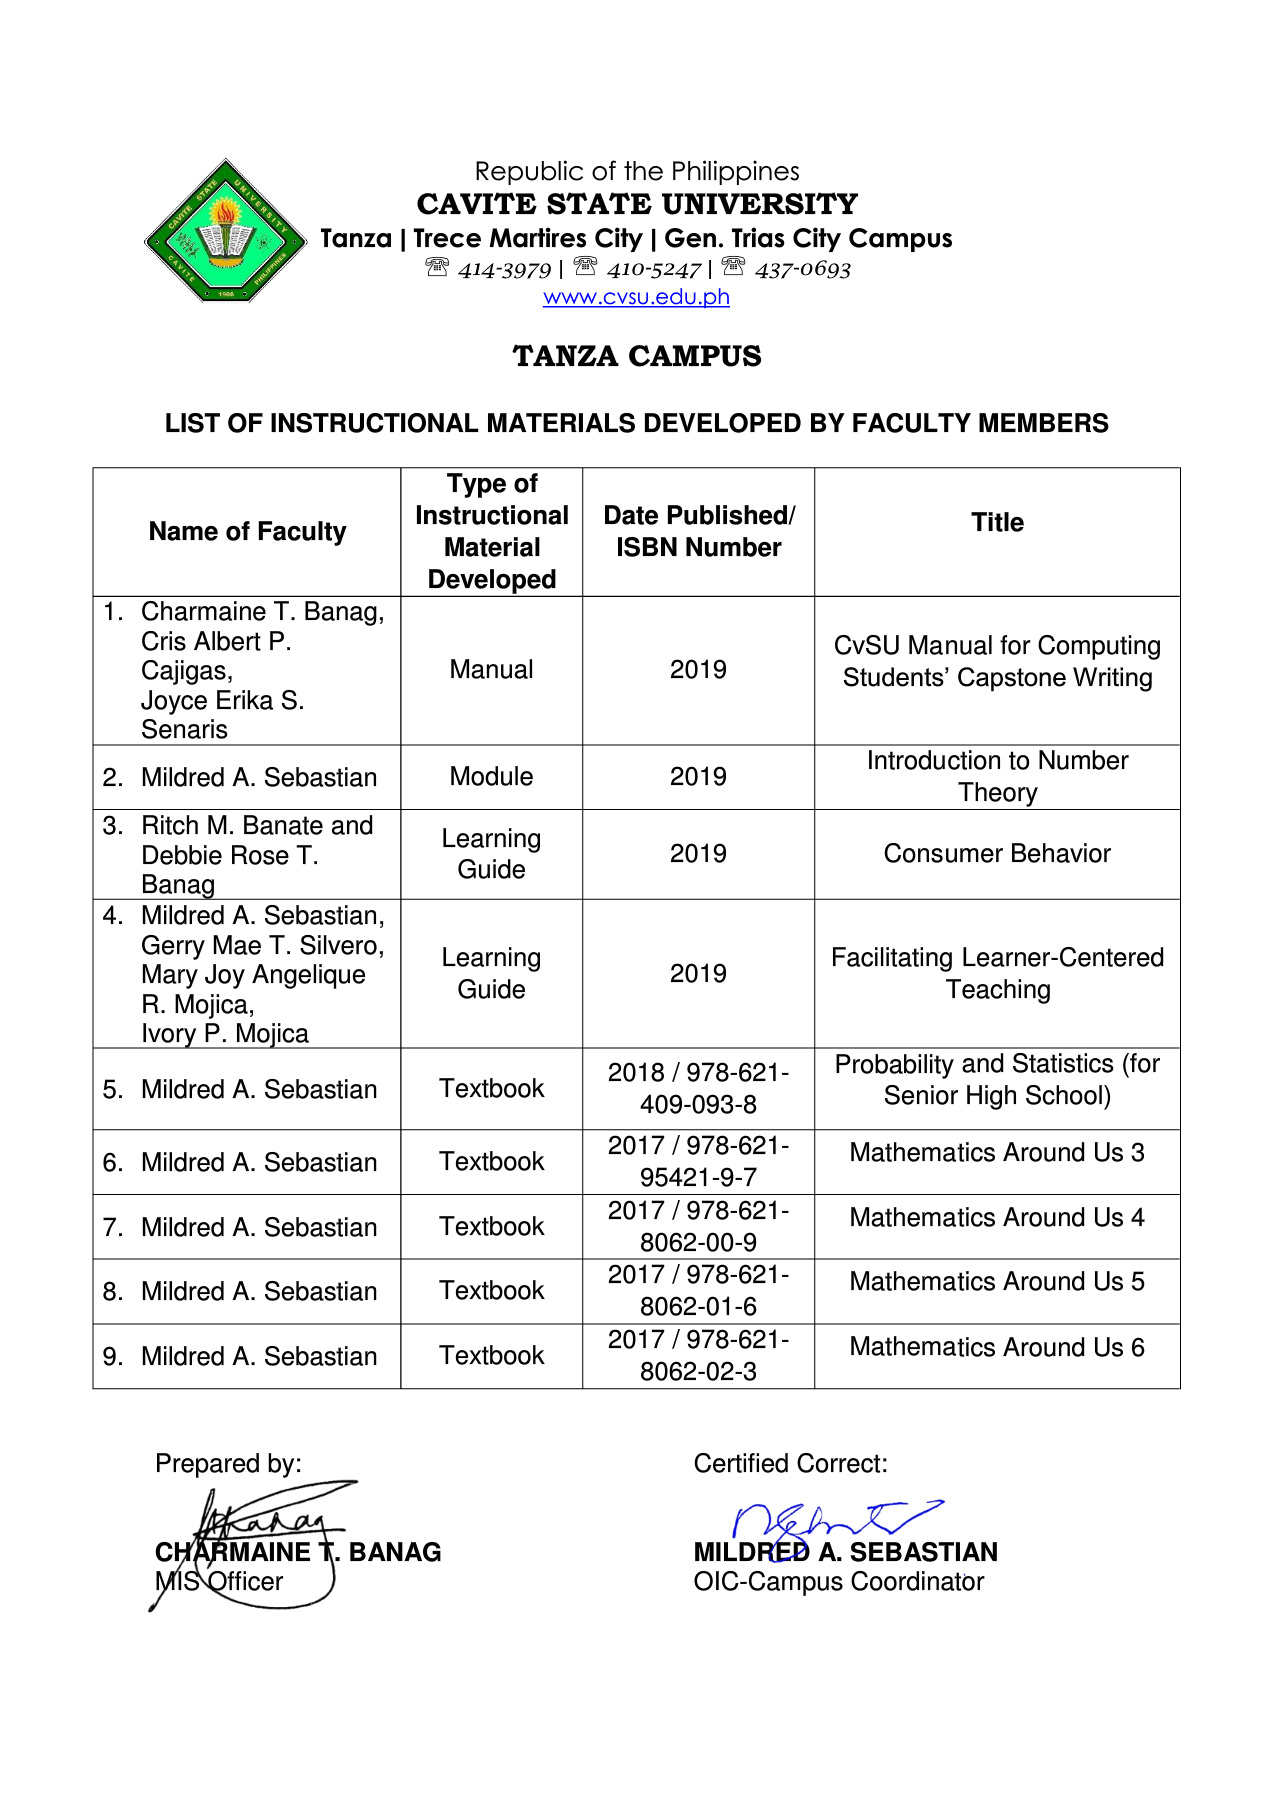 Republic of the Philippines
CAVITE STATE UNIVERSITY
Tanza | Trece Martires City | Gen. Trias City Campus
☏ 414-3979 | ☏ 410-5247 | ☏ 437-0693
www.cvsu.edu.ph
CAVITE STATE UNIVERSITY
CAVITE PHILIPPINES
1906
TANZA CAMPUS
LIST OF INSTRUCTIONAL MATERIALS DEVELOPED BY FACULTY MEMBERS
Name of Faculty
Type of
Instructional
Material
Developed
Date Published/
ISBN Number
Title
1. Charmaine T. Banag,
Cris Albert P.
Cajigas,
Joyce Erika S.
Senaris
Manual
2019
CvSU Manual for Computing
Students’ Capstone Writing
2. Mildred A. Sebastian
Module
2019
Introduction to Number
Theory
3. Ritch M. Banate and
Debbie Rose T.
Banag
Learning
Guide
2019
Consumer Behavior
4. Mildred A. Sebastian,
Gerry Mae T. Silvero,
Mary Joy Angelique
R. Mojica,
Ivory P. Mojica
Learning
Guide
2019
Facilitating Learner-Centered
Teaching
5. Mildred A. Sebastian
Textbook
2018 / 978-621-
409-093-8
Probability and Statistics (for
Senior High School)
6. Mildred A. Sebastian
Textbook
2017 / 978-621-
95421-9-7
Mathematics Around Us 3
7. Mildred A. Sebastian
Textbook
2017 / 978-621-
8062-00-9
Mathematics Around Us 4
8. Mildred A. Sebastian
Textbook
2017 / 978-621-
8062-01-6
Mathematics Around Us 5
9. Mildred A. Sebastian
Textbook
2017 / 978-621-
8062-02-3
Mathematics Around Us 6
Prepared by:
CHARMAINE T. BANAG
MIS Officer
Certified Correct:
MILDRED A. SEBASTIAN
OIC-Campus Coordinator